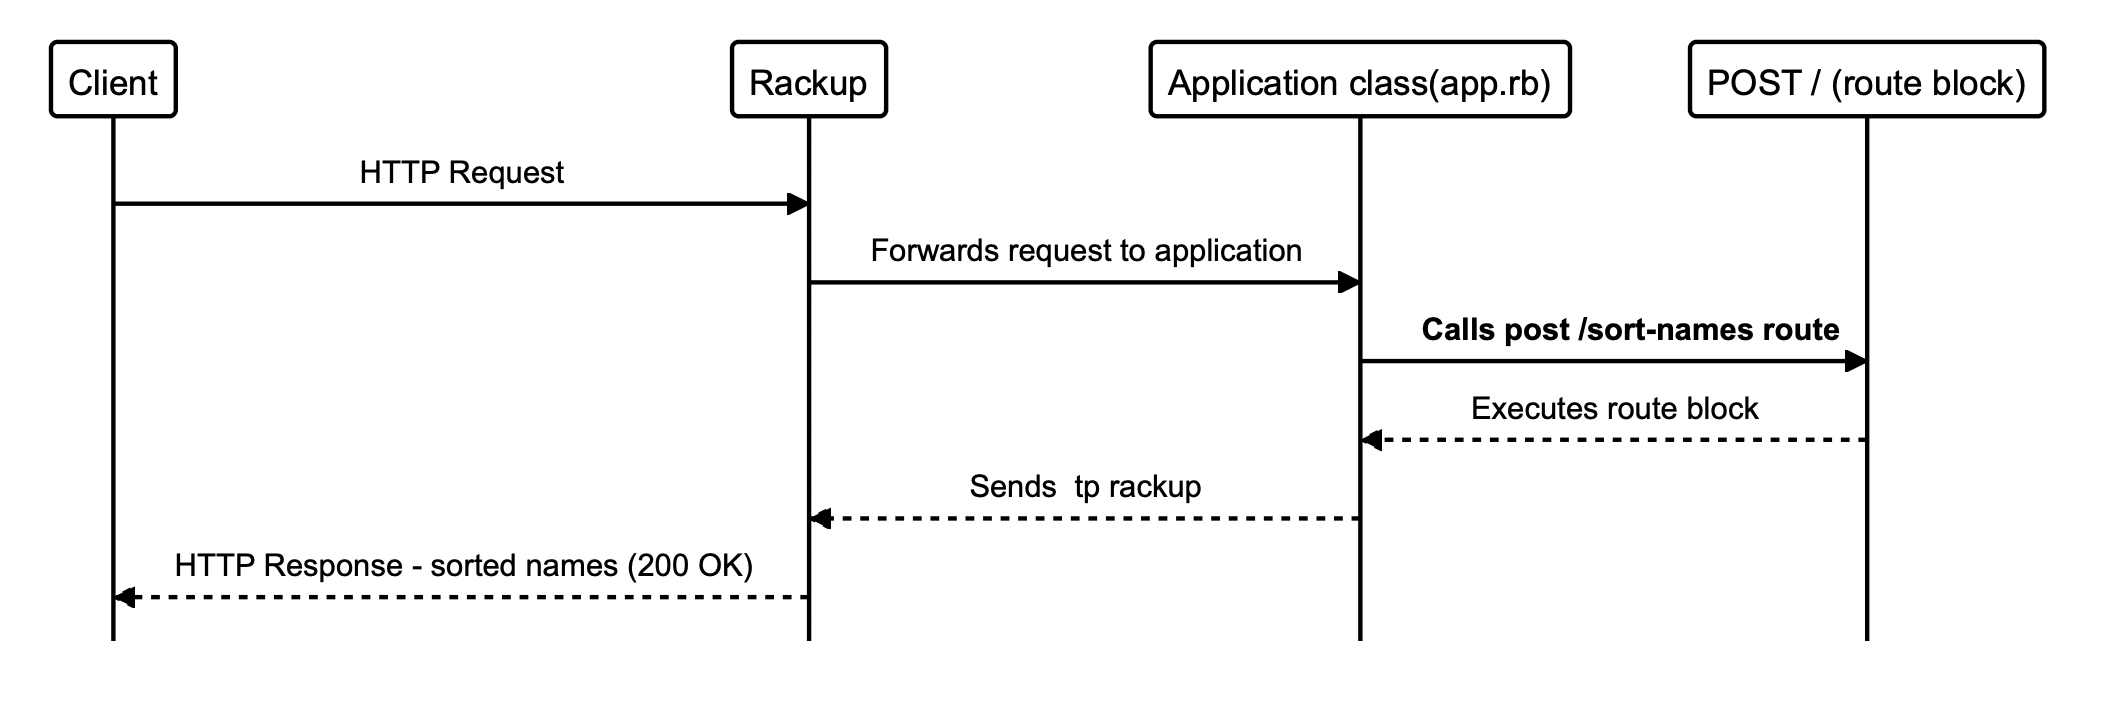 Client
Rackup
Application class(app.rb)
POST / (route block)
HTTP Request
Forwards request to application
Calls post /sort-names route
Executes route block
Sends  tp rackup
HTTP Response - sorted names (200 OK)